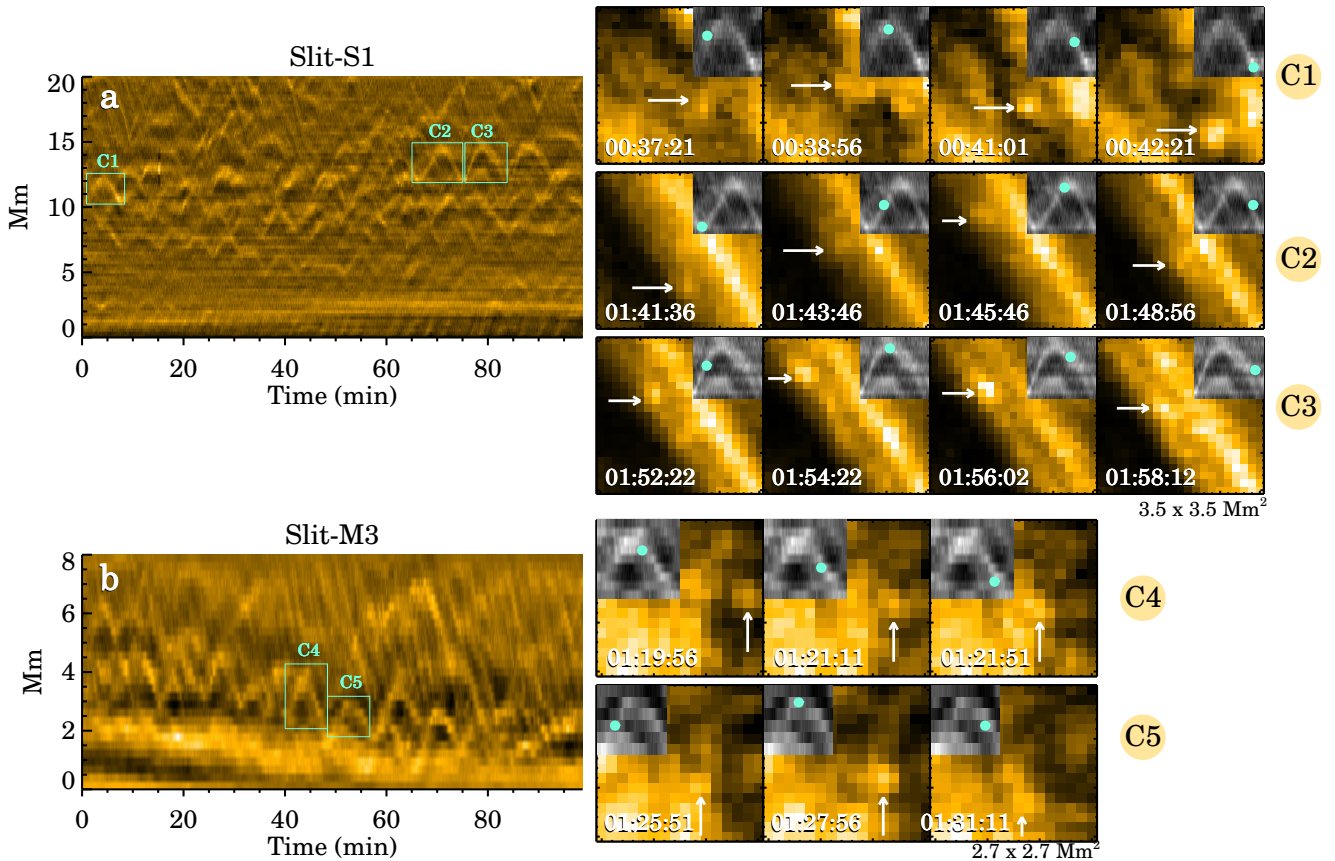 Slit-S1
a
20
15
10
5
0
Mm
C1
C2
C3
0
20
40
60
80
Time (min)
00:37:21
00:38:56
00:41:01
00:42:21
C1
01:41:36
01:43:46
01:45:46
01:48:56
C2
01:52:22
01:54:22
01:56:02
01:58:12
C3
3.5 x 3.5 Mm²
Slit-M3
b
8
6
4
2
0
Mm
C4
C5
0
20
40
60
80
Time (min)
01:19:56
01:21:11
01:21:51
C4
01:25:51
01:27:56
01:31:11
C5
2.7 x 2.7 Mm²